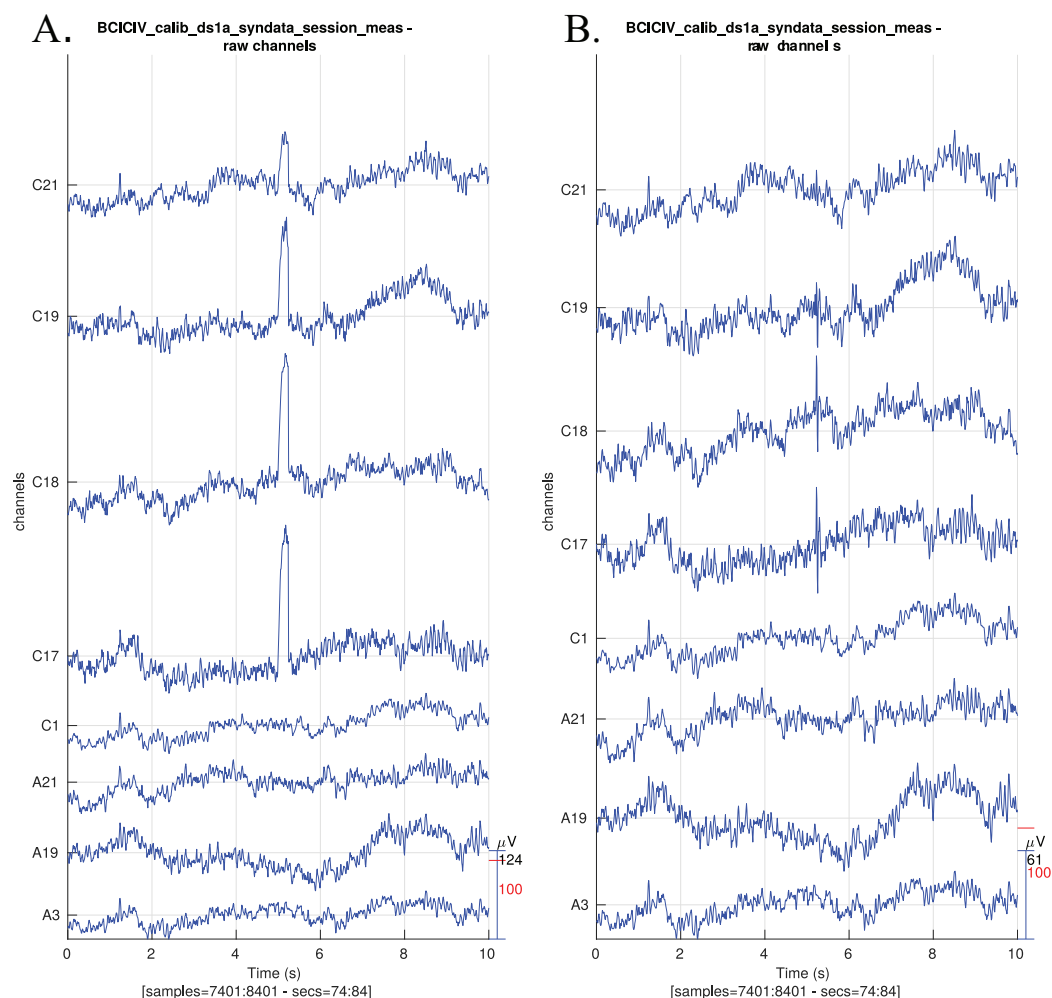 A.
BCICIV_calib_ds1a_syndata_session_meas -
raw channels
C21
C19
C18
C17
C1
A21
A19
A3
channels
μV
124
100
0 2 4 6 8 10
Time (s)
[samples=7401:8401 - secs=74:84]
B.
BCICIV_calib_ds1a_syndata_session_meas -
raw channel s
C21
C19
C18
C17
C1
A21
A19
A3
channels
μV
61
100
0 2 4 6 8 10
Time (s)
[samples=7401:8401 - secs=74:84]